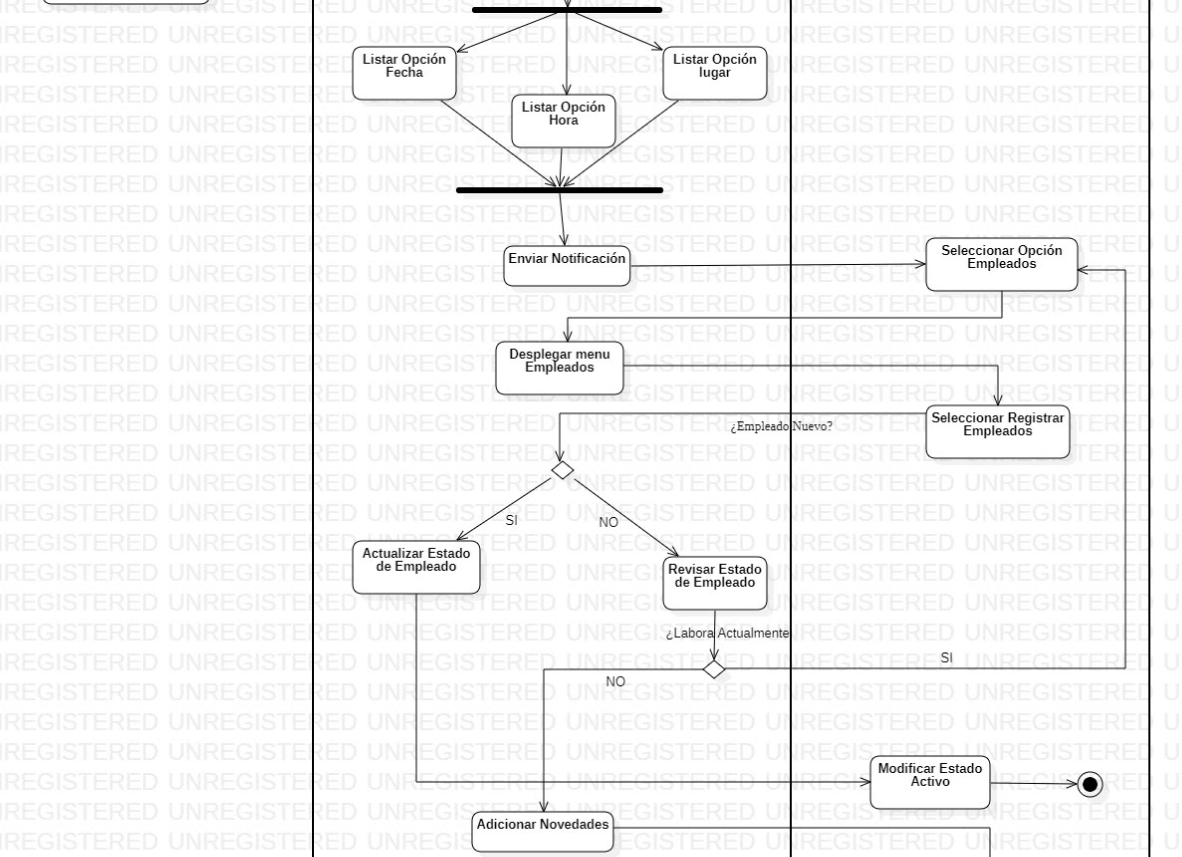 Listar Opción
Fecha
Listar Opción
lugar
Listar Opción
Hora
Enviar Notificación
Seleccionar Opción
Empleados
Desplegar menu
Empleados
Seleccionar Registrar
Empleados
¿Empleado Nuevo?
SI
NO
Actualizar Estado
de Empleado
Revisar Estado
de Empleado
¿Labora Actualmente
SI
NO
Modificar Estado
Activo
Adicionar Novedades
UNREGISTERED